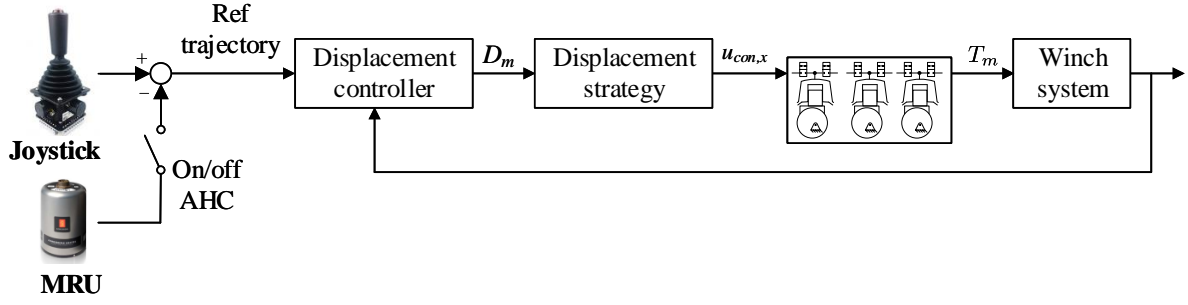 Ref
trajectory
+
−
Displacement
controller
D_m
Displacement
strategy
u_con,x
T_m
Winch
system
Joystick
On/off
AHC
MRU